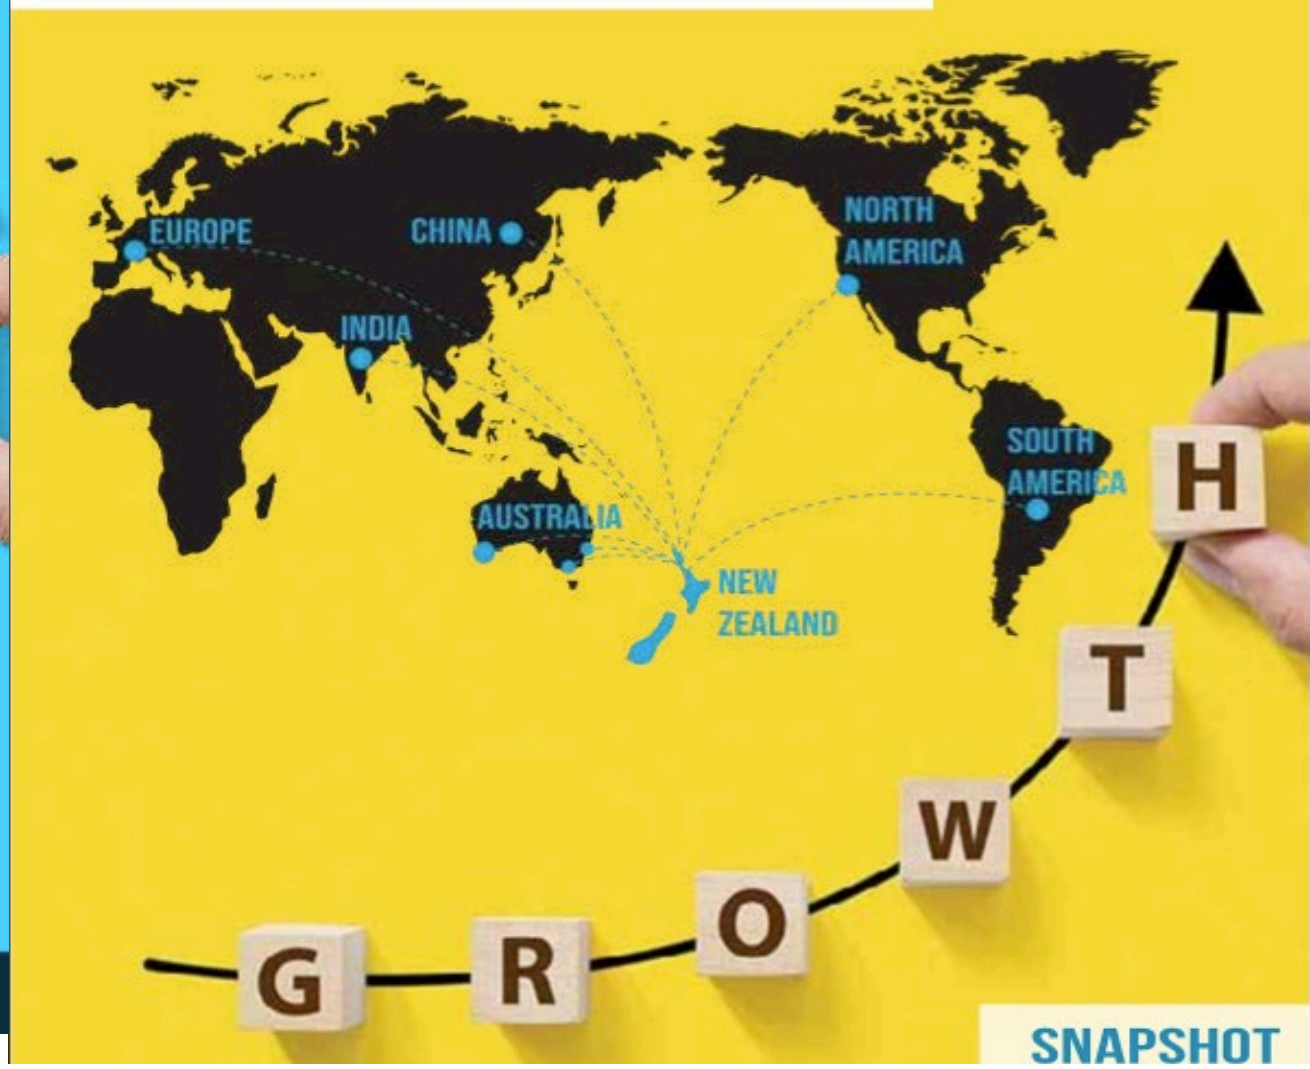 EUROPE
CHINA
NORTH
AMERICA
INDIA
SOUTH
AMERICA
AUSTRALIA
NEW
ZEALAND
H
T
W
O
G R
SNAPSHOT